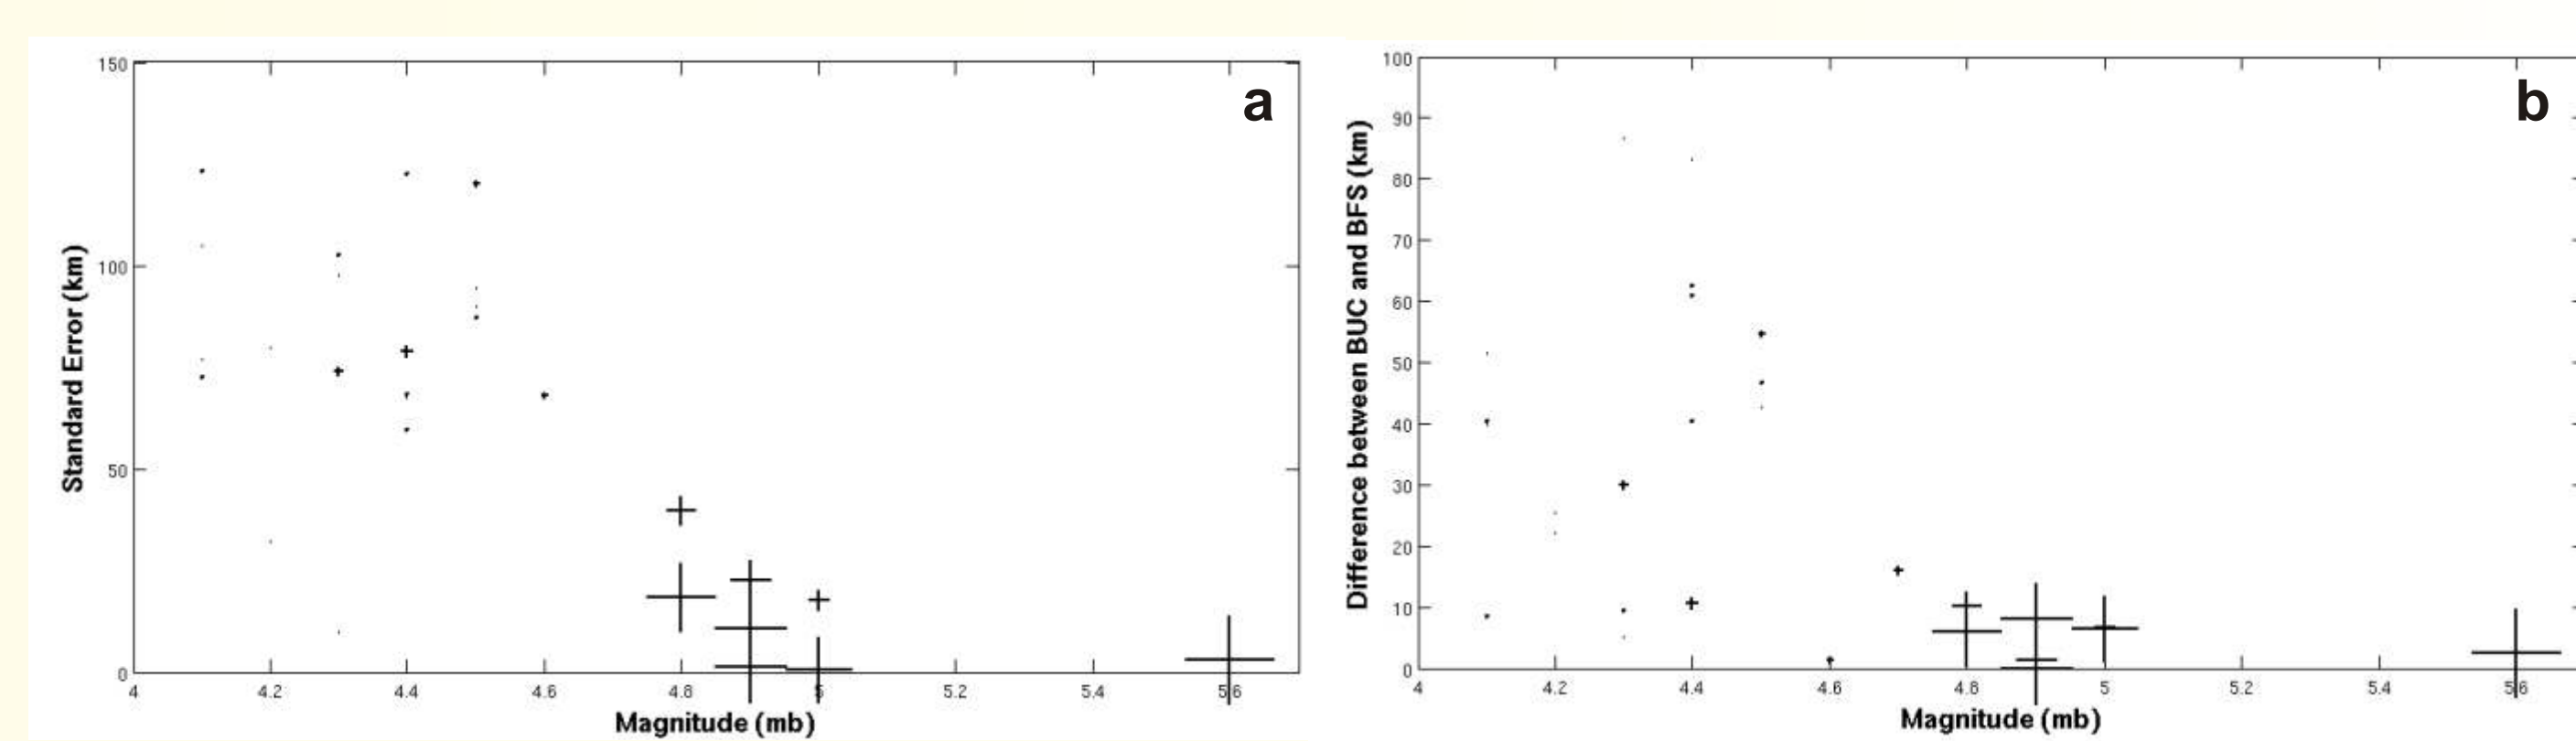 a
150
100
50
0
Standard Error (km)
4 4.2 4.4 4.6 4.8 5 5.2 5.4 5.6
Magnitude (mb)
b
100
90
80
70
60
50
40
30
20
10
0
Difference between BUC and BFS (km)
4 4.2 4.4 4.6 4.8 5 5.2 5.4 5.6
Magnitude (mb)